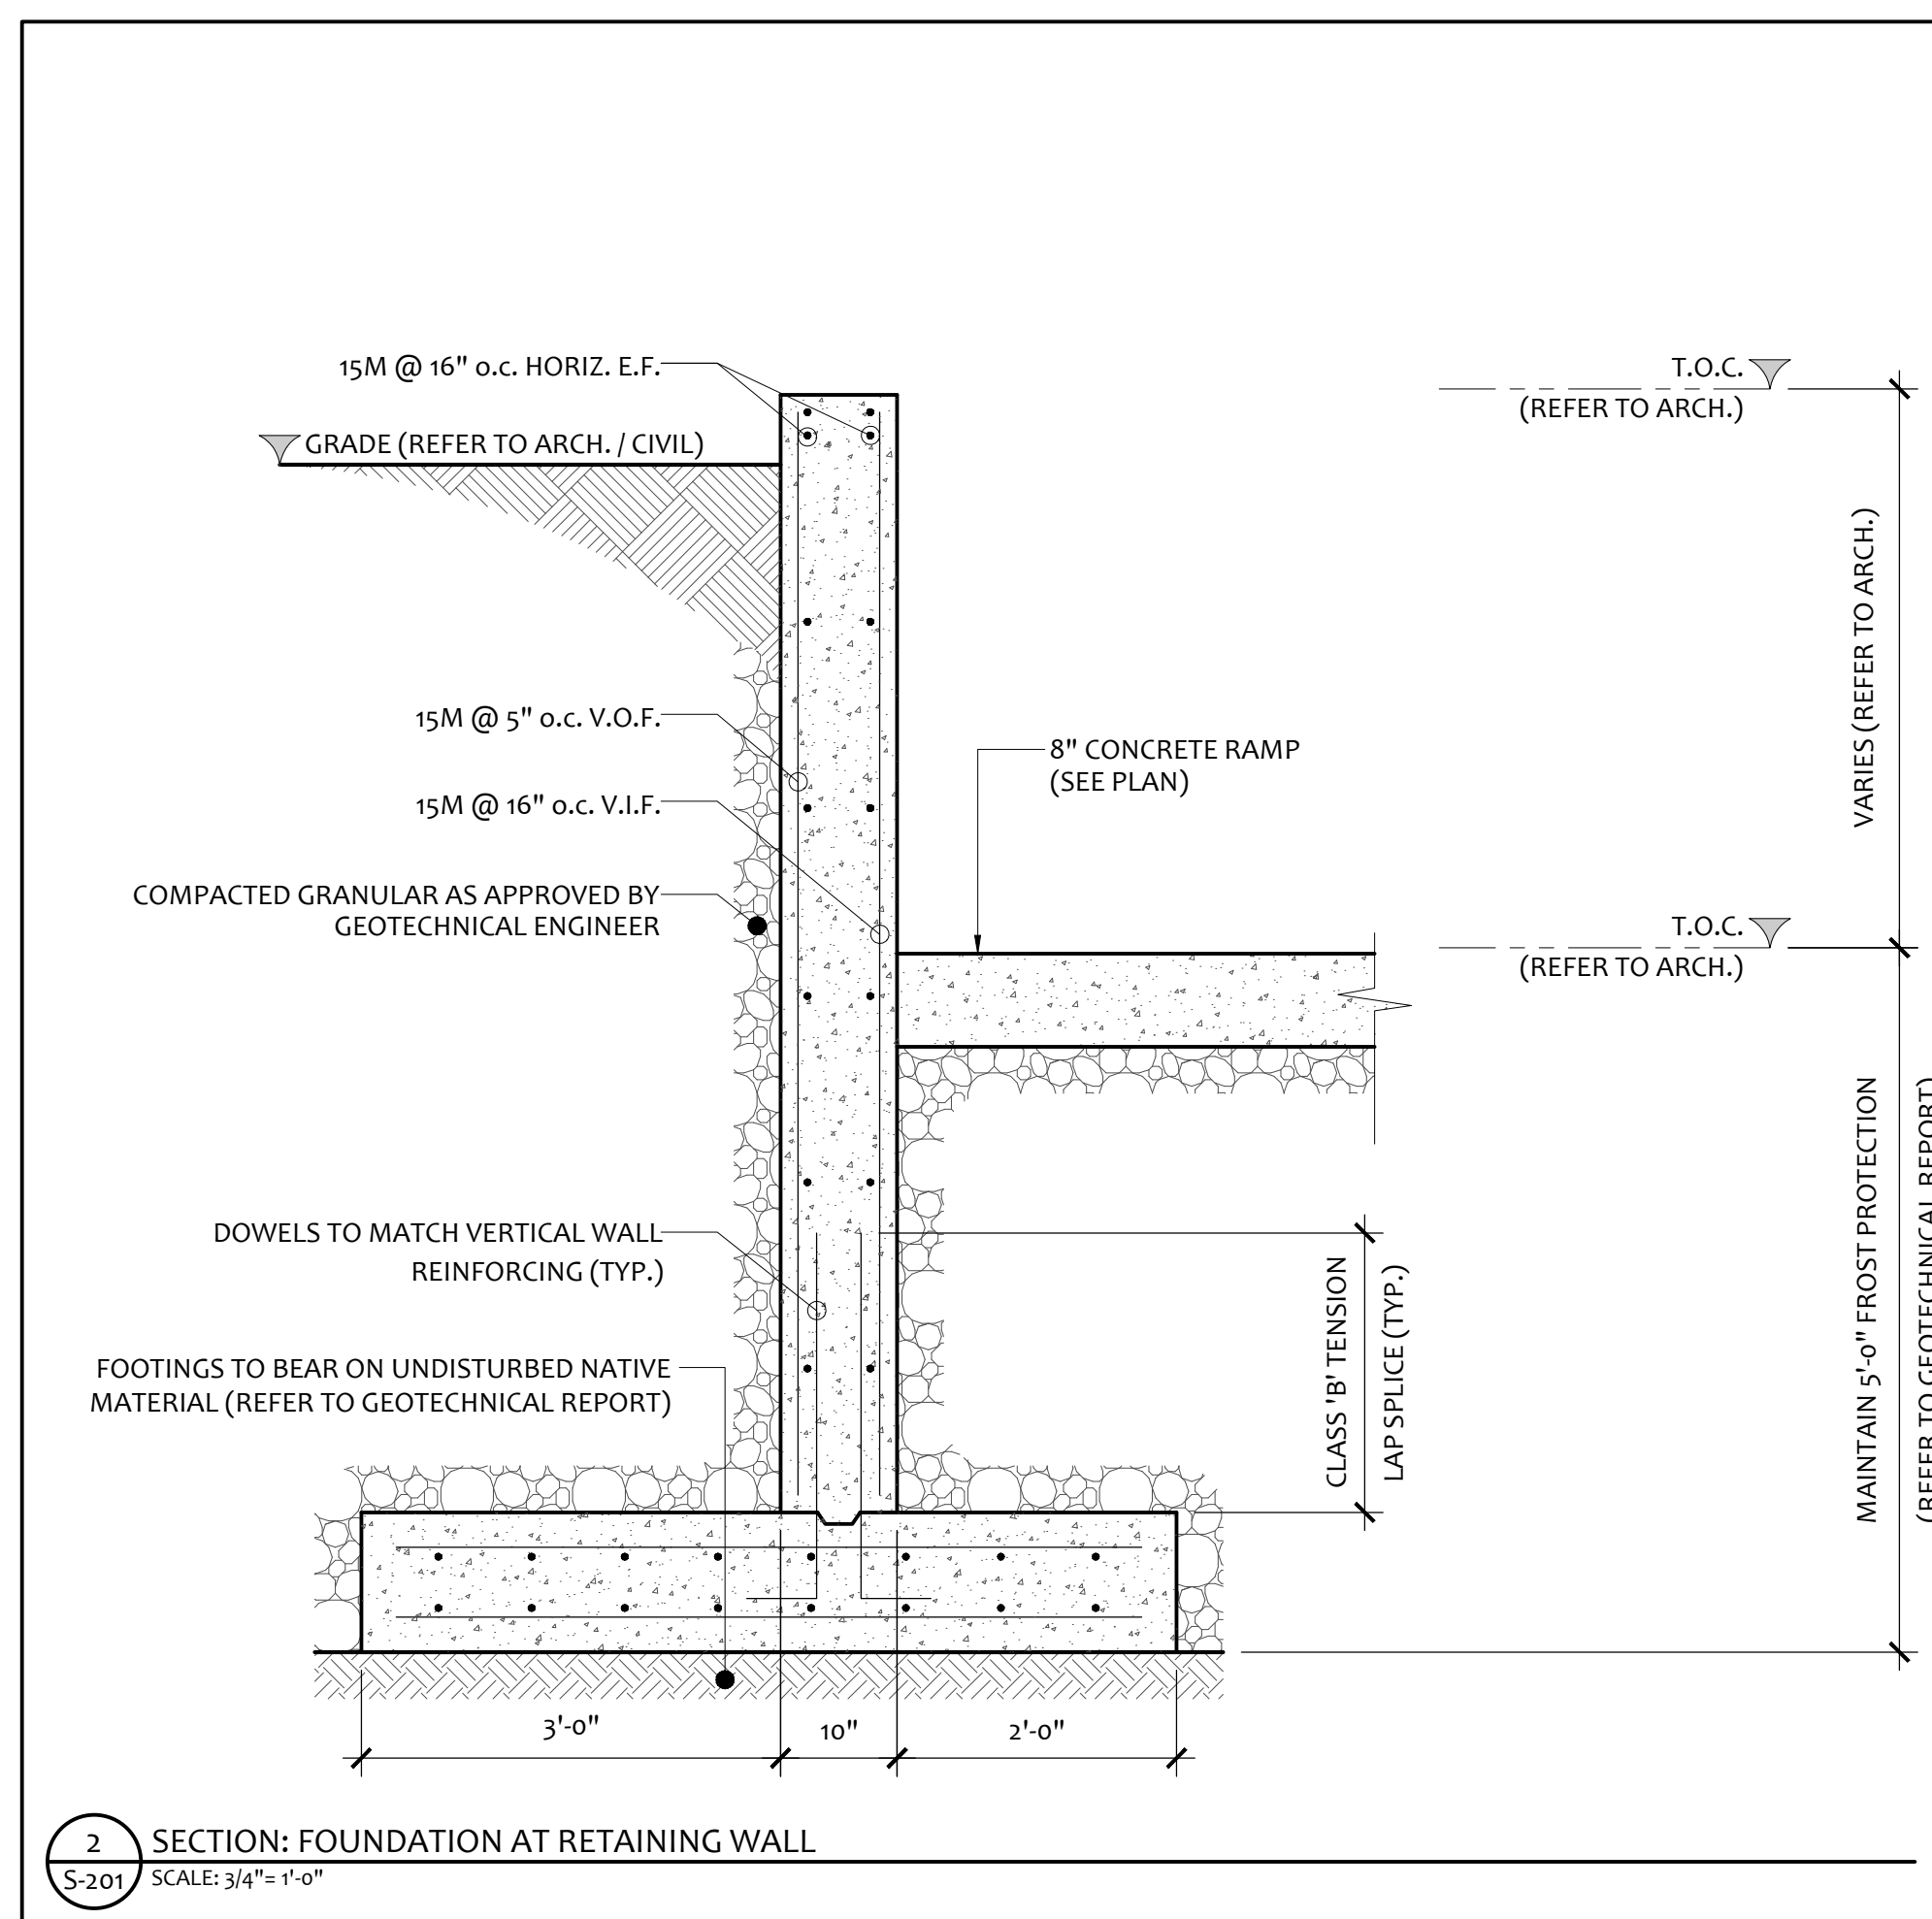 15M @ 16" o.c. HORIZ. E.F.
GRADE (REFER TO ARCH. / CIVIL)
15M @ 5" o.c. V.O.F.
15M @ 16" o.c. V.I.F.
COMPACTED GRANULAR AS APPROVED BY
GEOTECHNICAL ENGINEER
DOWELS TO MATCH VERTICAL WALL
REINFORCING (TYP.)
FOOTINGS TO BEAR ON UNDISTURBED NATIVE
MATERIAL (REFER TO GEOTECHNICAL REPORT)
8" CONCRETE RAMP
(SEE PLAN)
T.O.C.
(REFER TO ARCH.)
VARIES (REFER TO ARCH.)
T.O.C.
(REFER TO ARCH.)
CLASS 'B' TENSION
LAP SPLICE (TYP.)
MAINTAIN 5'-0" FROST PROTECTION
(REFER TO GEOTECHNICAL REPORT)
3'-0"
10"
2'-0"
2
S-201
SECTION: FOUNDATION AT RETAINING WALL
SCALE: 3/4"= 1'-0"